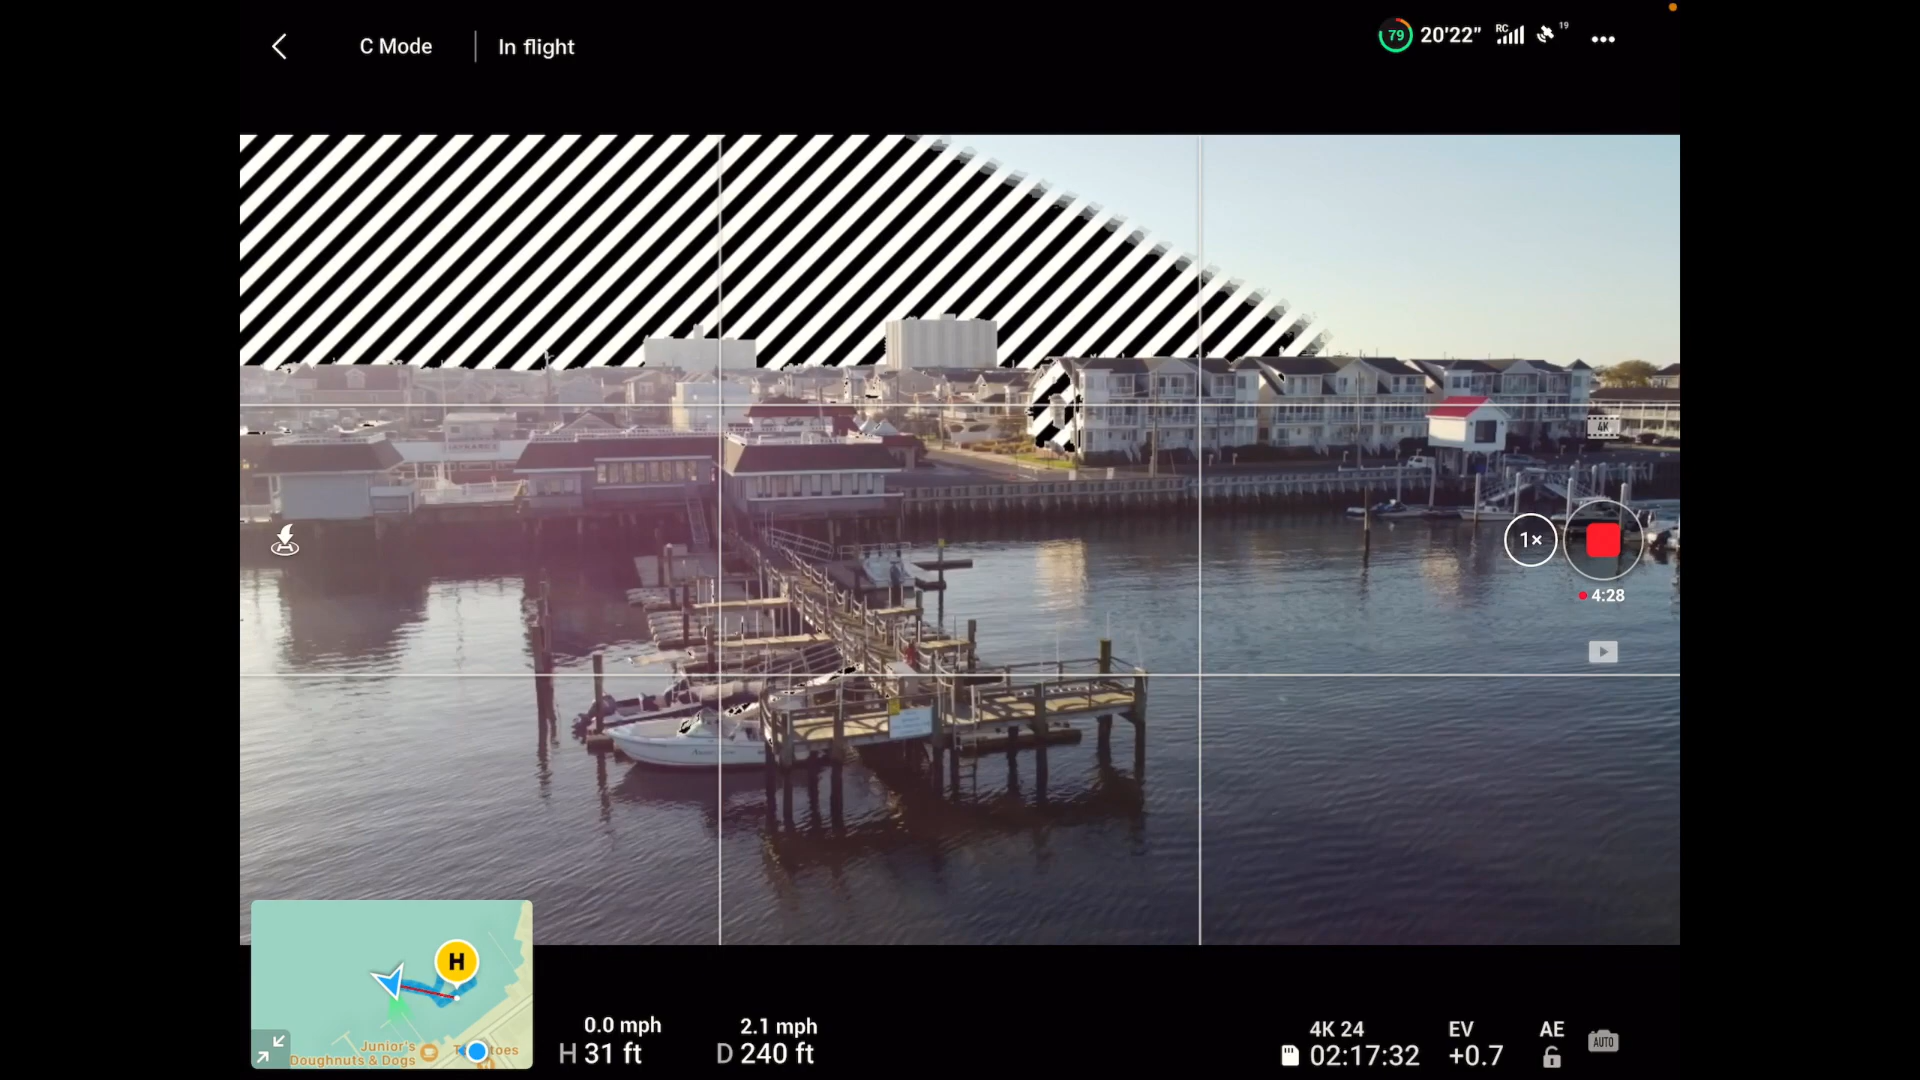 C Mode
In flight
79
20'22"
RC
19
4K
1×
4:28
H
Junior's
Doughnuts & Dogs
0.0 mph
H 31 ft
2.1 mph
D 240 ft
4K 24
02:17:32
EV
+0.7
AE
AUTO